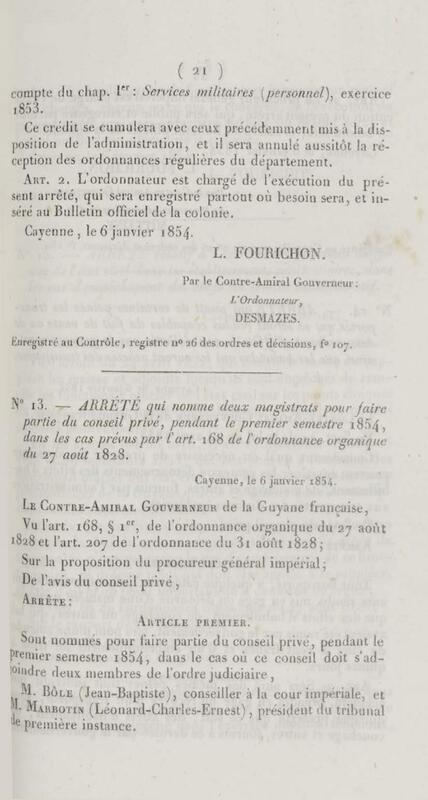 ( 21 )
compte du chap. Ier : Services militaires (personnel), exercice
1853.
Ce crédit se cumulera avec ceux précédemment mis à la dis-
position de l'administration, et il sera annulé aussitôt la ré-
ception des ordonnances régulières du département.
ART. 2. L'ordonnateur est chargé de l'exécution du pré-
sent arrêté, qui sera enregistré partout où besoin sera, et in-
séré au Bulletin officiel de la colonie.
Cayenne, le 6 janvier 1854.
L. FOURICHON.
Par le Contre-Amiral Gouverneur:
L'Ordonnateur,
DESMAZES.
Enregistré au Contrôle, registre no 26 des ordres et décisions, fo 107.
No 13. — ARRÊTÉ qui nomme deux magistrats pour faire
partie du conseil privé, pendant le premier semestre 1854,
dans les cas prévus par l'art. 168 de l'ordonnance organique
du 27 août 1828.
Cayenne, le 6 janvier 1854.
LE CONTRE-AMIRAL GOUVERNEUR de la Guyane française,
Vu l'art. 168, § 1er, de l'ordonnance organique du 27 août
1828 et l'art. 207 de l'ordonnance du 31 août 1828;
Sur la proposition du procureur général impérial;
De l'avis du conseil privé,
ARRÊTE:
ARTICLE PREMIER.
Sont nommés pour faire partie du conseil privé, pendant le
premier semestre 1854, dans le cas où ce conseil doit s'ad-
joindre deux membres de l'ordre judiciaire,
M. BÔLE (Jean-Baptiste), conseiller à la cour impériale, et
M. MARBOTIN (Léonard-Charles-Ernest), président du tribunal
de première instance.